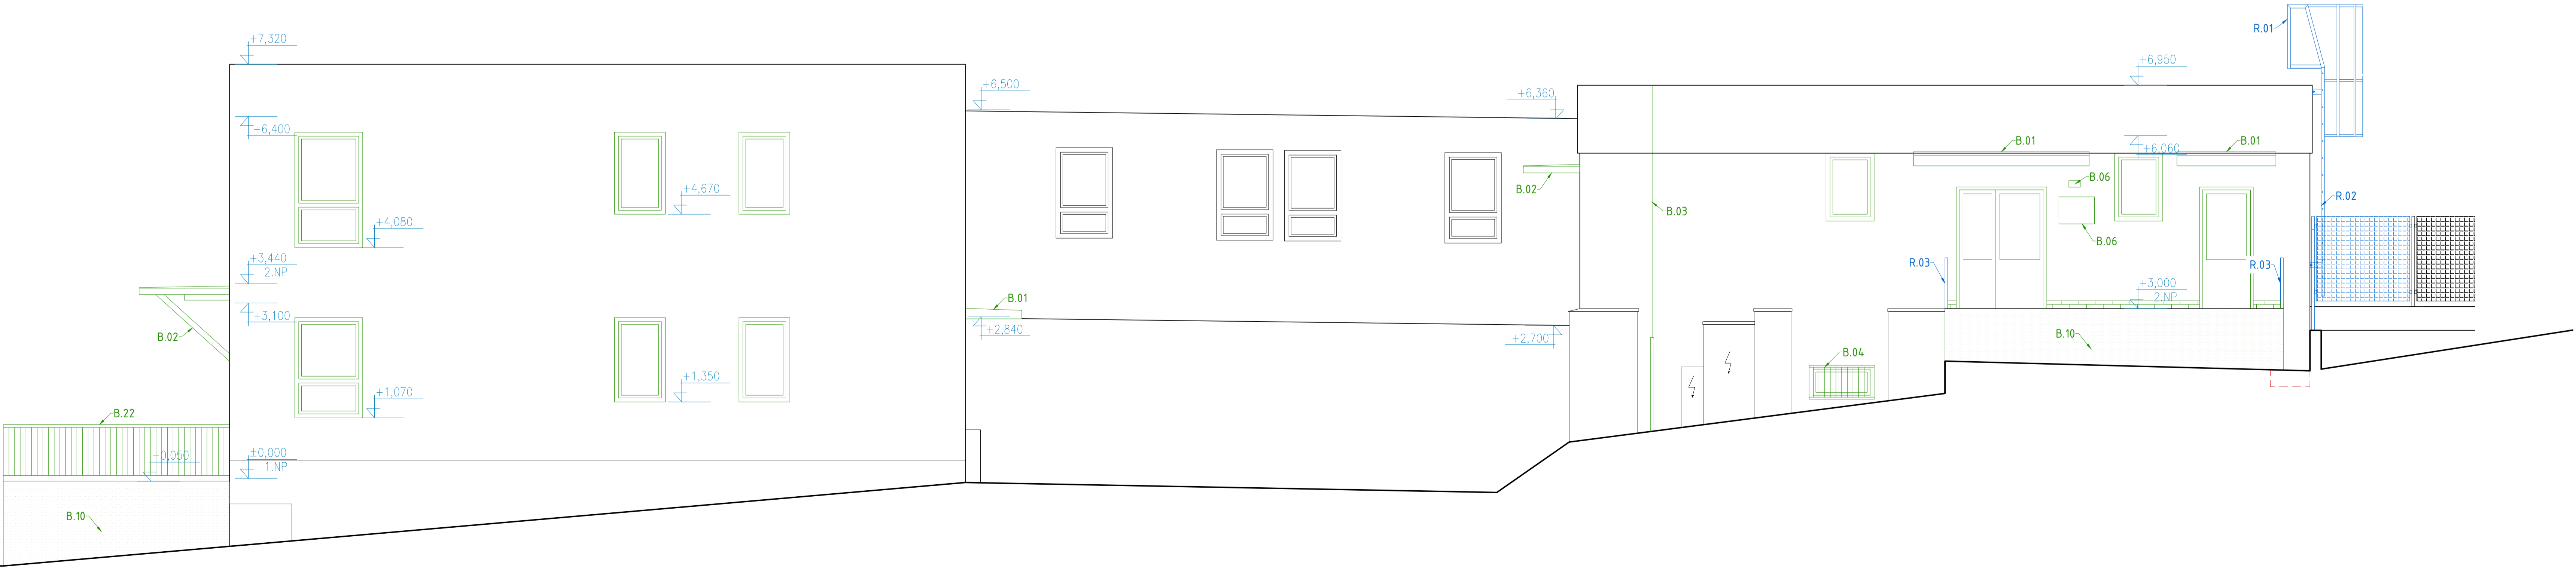 +7,320
+6,400
+4,670
+4,080
+3,440
2.NP
+3,100
B.02
+1,350
+1,070
B.22
-0,050
±0,000
1.NP
B.10
+6,500
+6,360
B.02
B.01
+2,840
+2,700
B.03
B.04
+6,950
B.01
+6,060
B.01
B.06
B.06
R.03
R.03
+3,000
2.NP
B.10
R.01
R.02